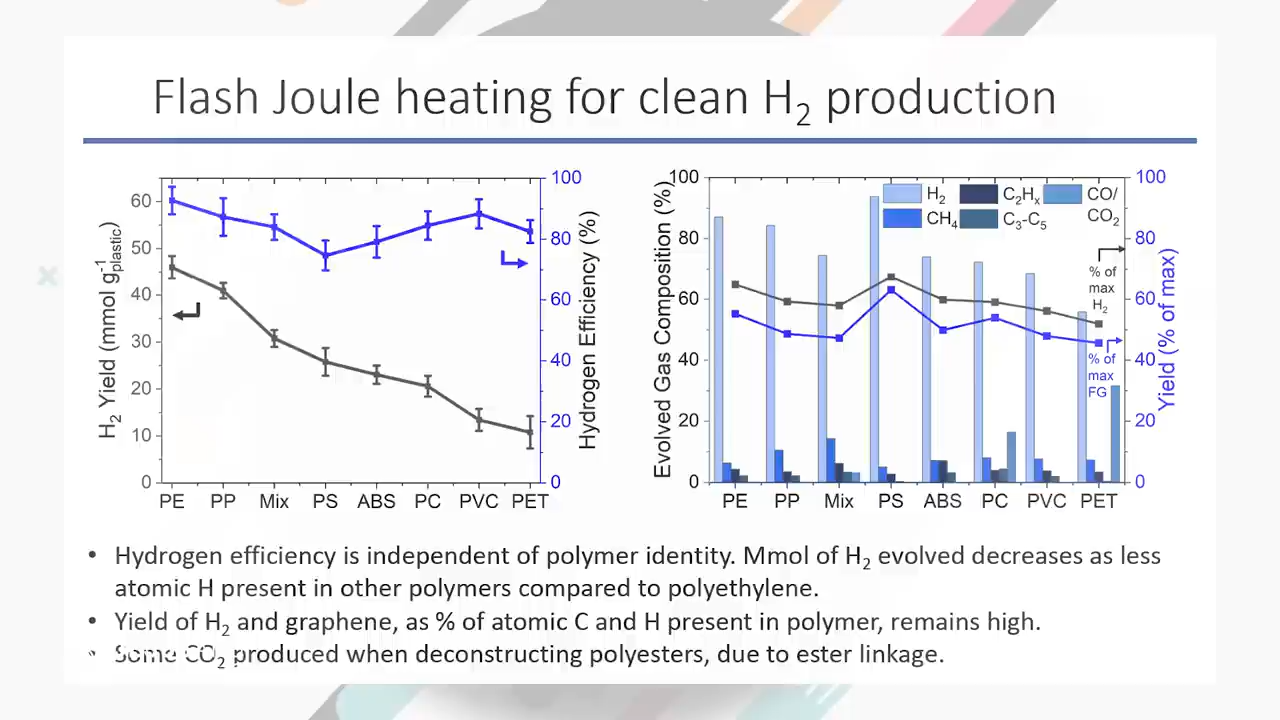 Flash Joule heating for clean H₂ production
H₂ Yield (mmol g⁻¹plastic)
60
50
40
30
20
10
0
100
80
60
40
20
0
Hydrogen Efficiency (%)
PE PP Mix PS ABS PC PVC PET
Evolved Gas Composition (%)
100
80
60
40
20
0
H₂ C₂Hₓ CO/
CH₄ C₃-C₅ CO₂
% of
max
H₂
% of
max
FG
100
80
60
40
20
0
Yield (% of max)
PE PP Mix PS ABS PC PVC PET
• Hydrogen efficiency is independent of polymer identity. Mmol of H₂ evolved decreases as less
atomic H present in other polymers compared to polyethylene.
• Yield of H₂ and graphene, as % of atomic C and H present in polymer, remains high.
• Some CO₂ produced when deconstructing polyesters, due to ester linkage.